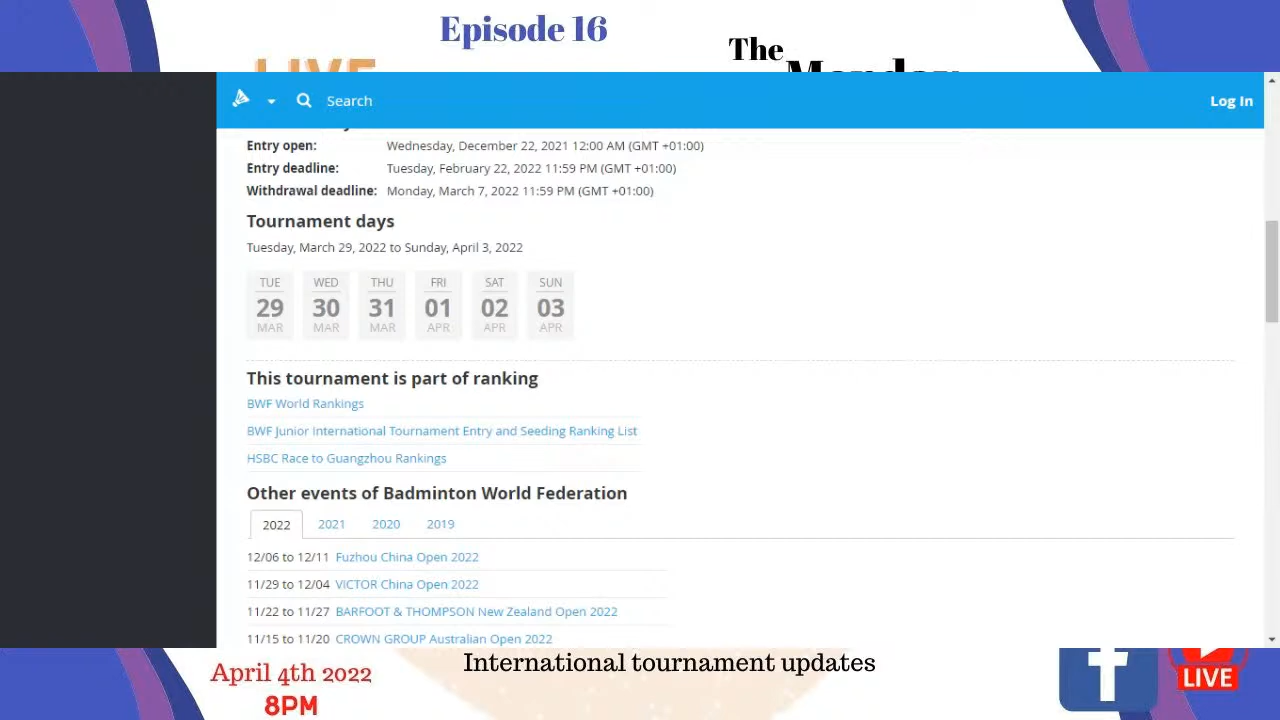 Episode 16
LIVE
The
Monday
Search
Log In
Entry open: Wednesday, December 22, 2021 12:00 AM (GMT +01:00)
Entry deadline: Tuesday, February 22, 2022 11:59 PM (GMT +01:00)
Withdrawal deadline: Monday, March 7, 2022 11:59 PM (GMT +01:00)
Tournament days
Tuesday, March 29, 2022 to Sunday, April 3, 2022
TUE WED THU FRI SAT SUN
29 30 31 01 02 03
MAR MAR MAR APR APR APR
This tournament is part of ranking
BWF World Rankings
BWF Junior International Tournament Entry and Seeding Ranking List
HSBC Race to Guangzhou Rankings
Other events of Badminton World Federation
2022 2021 2020 2019
12/06 to 12/11 Fuzhou China Open 2022
11/29 to 12/04 VICTOR China Open 2022
11/22 to 11/27 BARFOOT & THOMPSON New Zealand Open 2022
11/15 to 11/20 CROWN GROUP Australian Open 2022
International tournament updates
April 4th 2022
8PM
f
LIVE